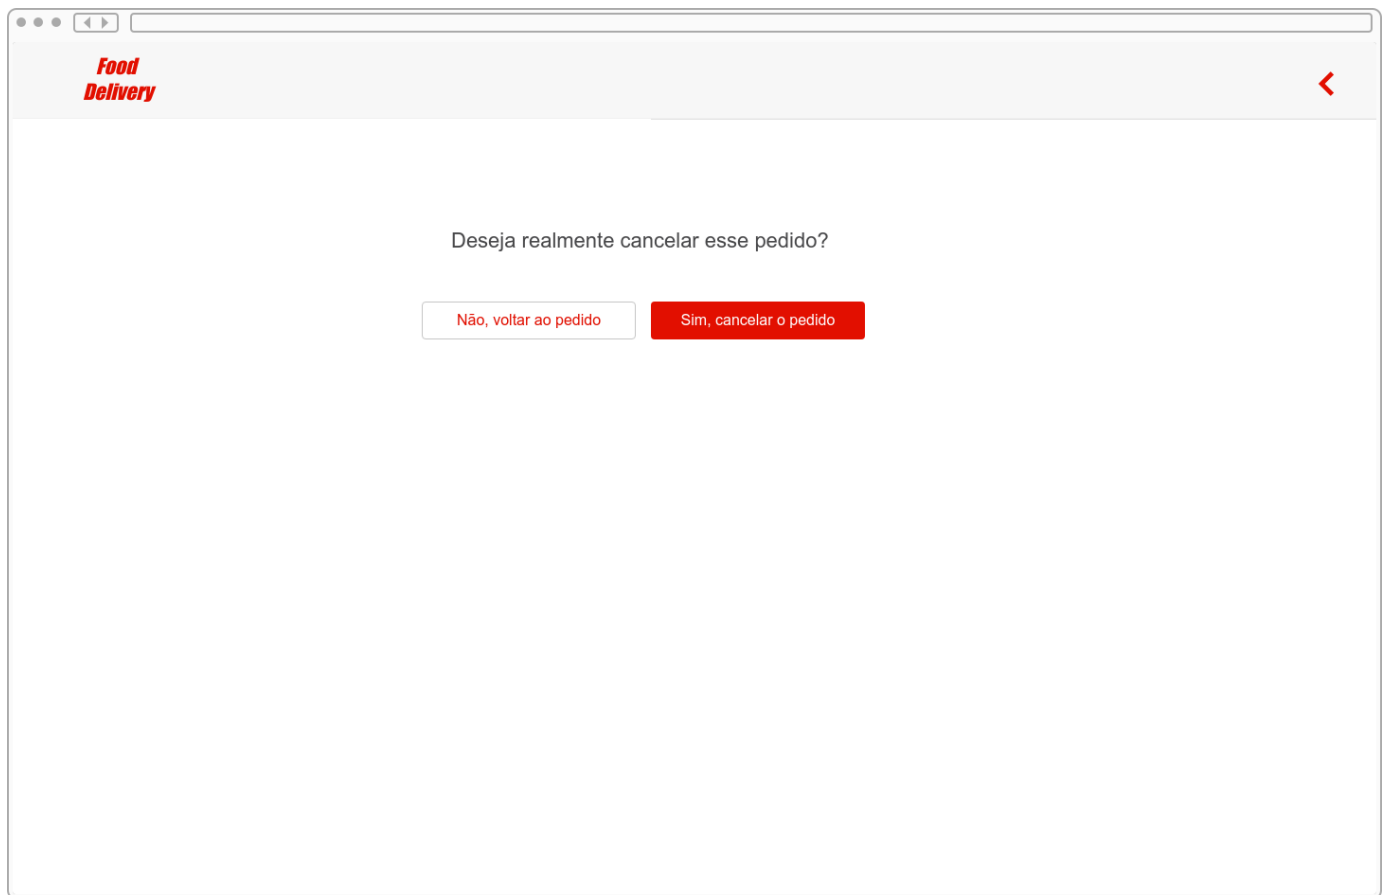 Food
Delivery
Deseja realmente cancelar esse pedido?
Não, voltar ao pedido
Sim, cancelar o pedido